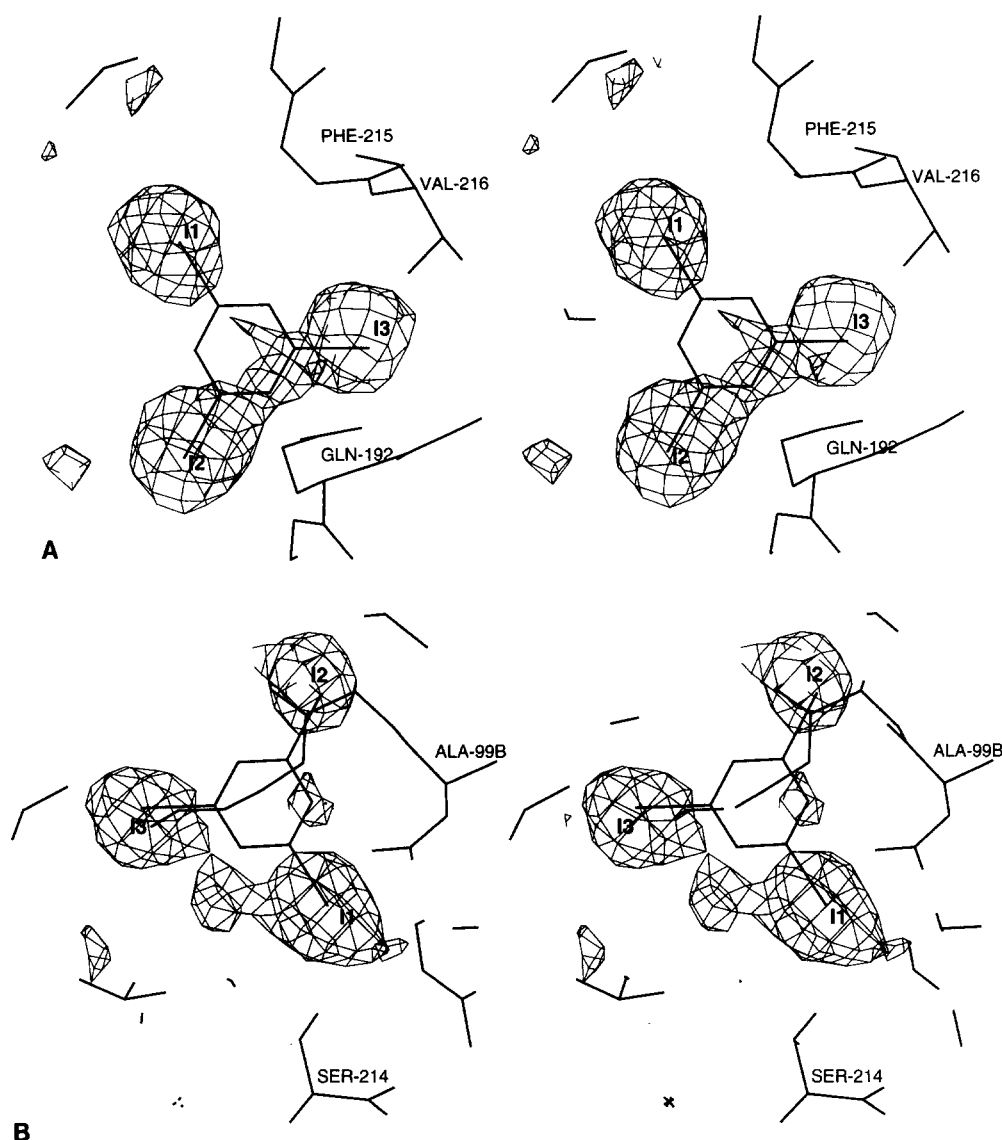 PHE-215
VAL-216
I1
I3
GLN-192
I2
PHE-215
VAL-216
I1
I3
GLN-192
I2
A
I2
ALA-99B
I3
I1
SER-214
I2
ALA-99B
I3
I1
SER-214
B